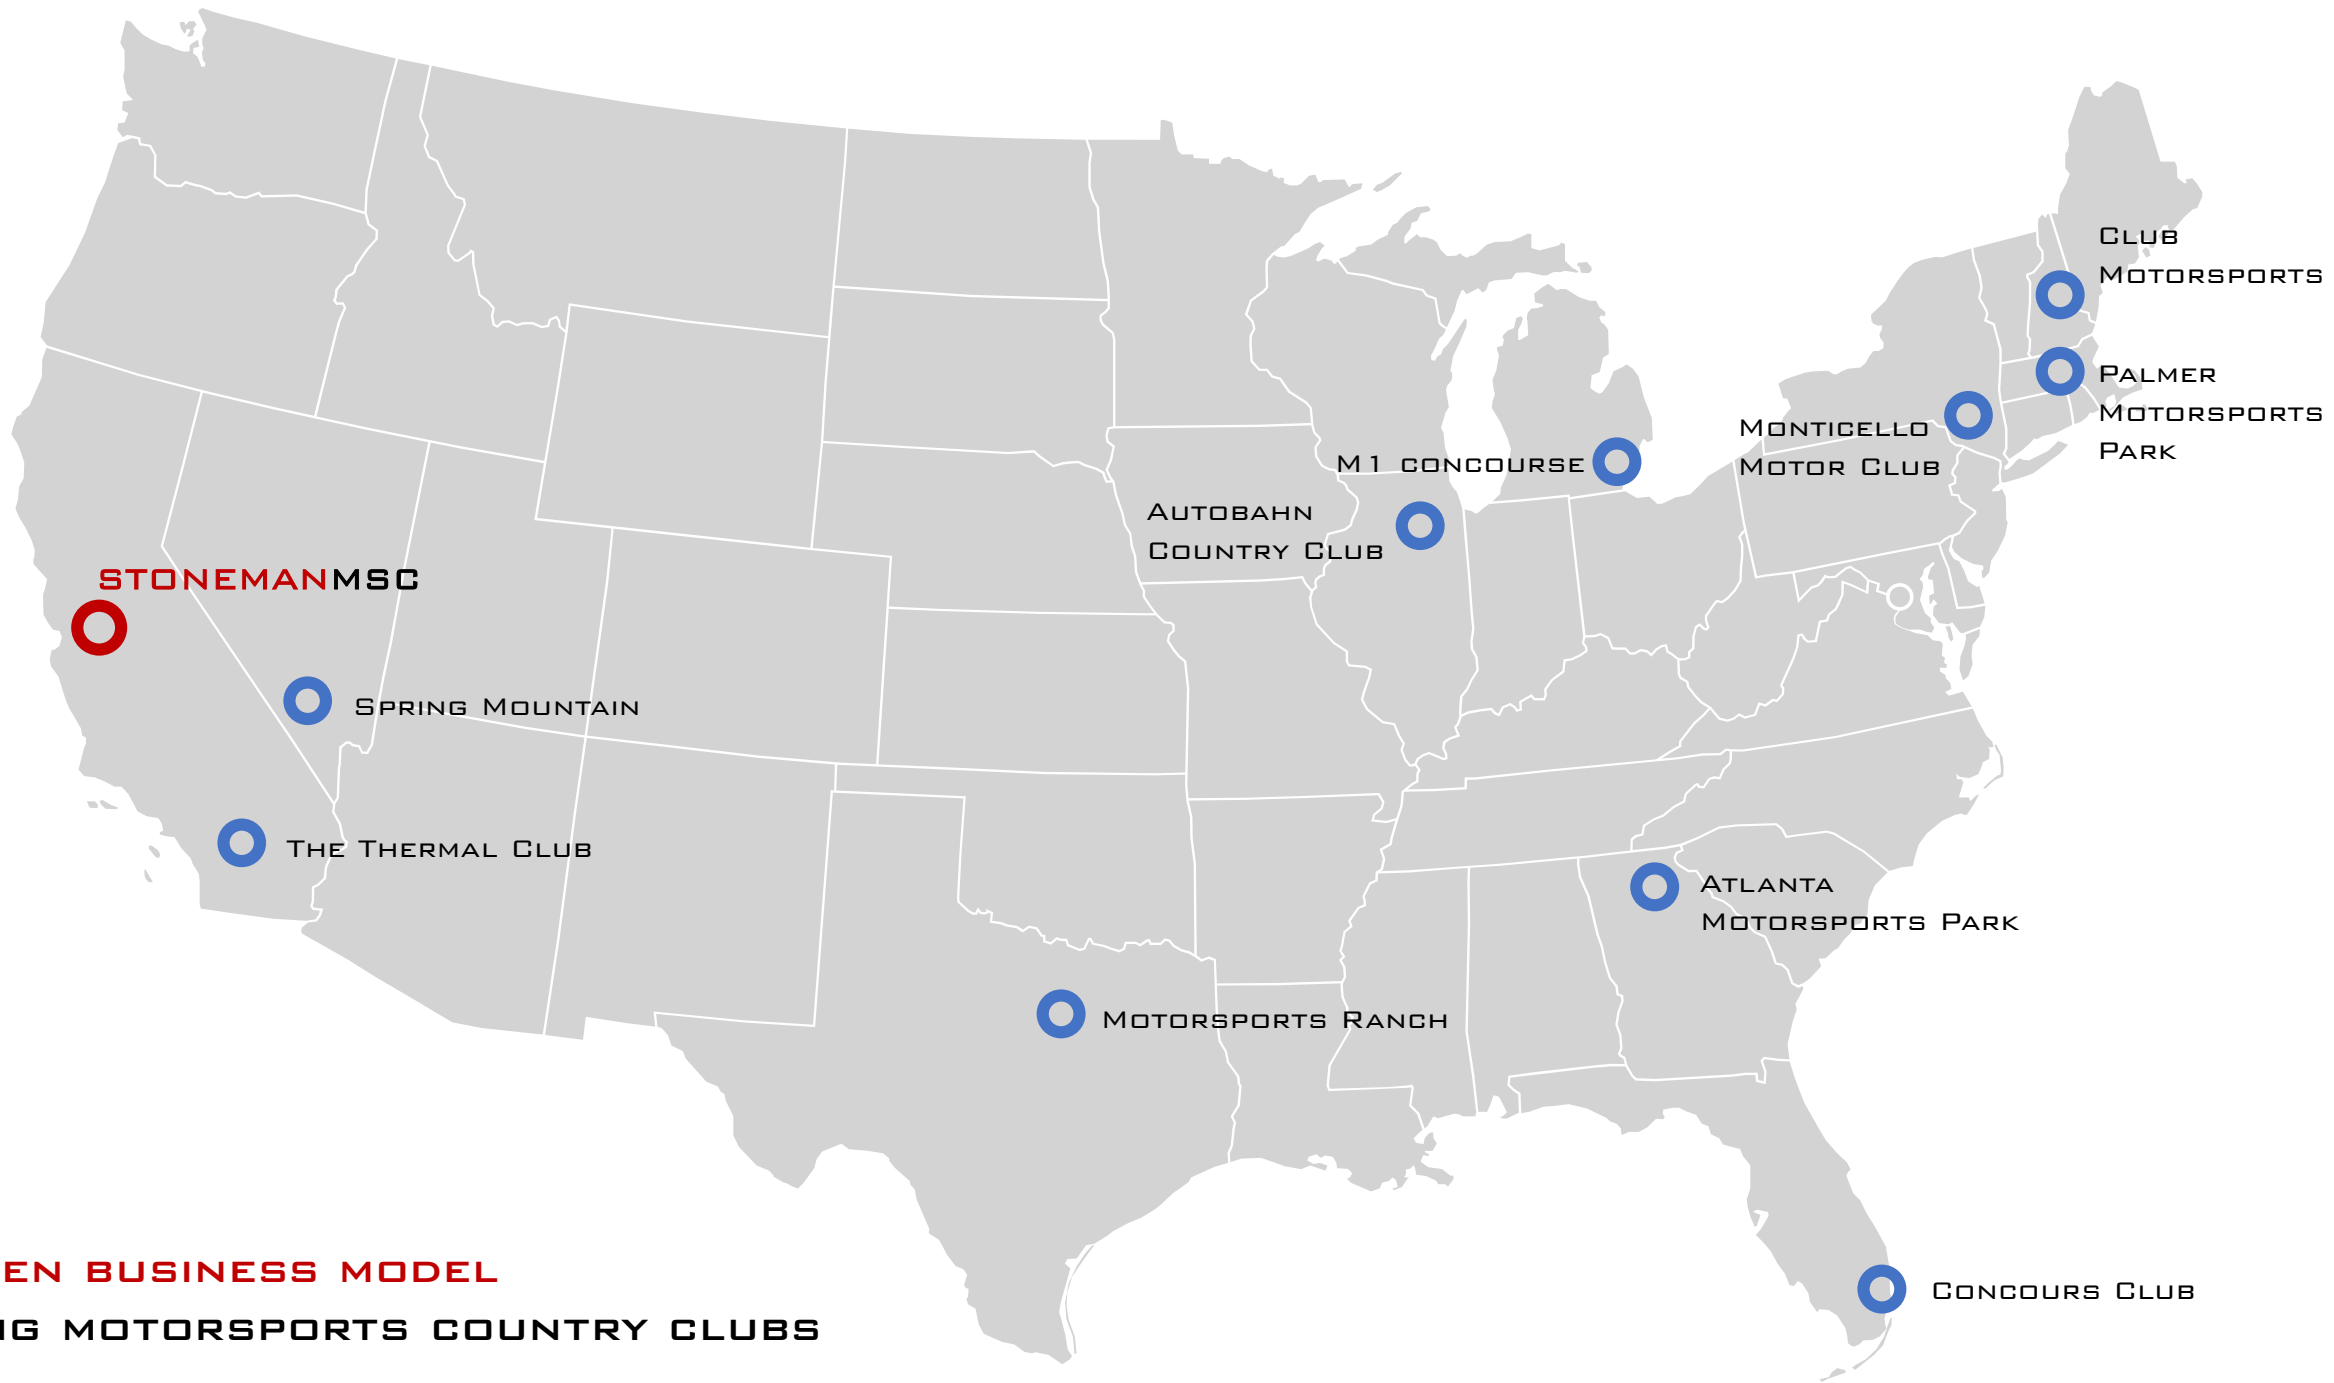 Club
Motorsports
Palmer
Motorsports
Park
Monticello
Motor Club
M1 concourse
Autobahn
Country Club
STONEMANMSC
Spring Mountain
The Thermal Club
Atlanta
Motorsports Park
Motorsports Ranch
Concours Club
EN BUSINESS MODEL
G MOTORSPORTS COUNTRY CLUBS